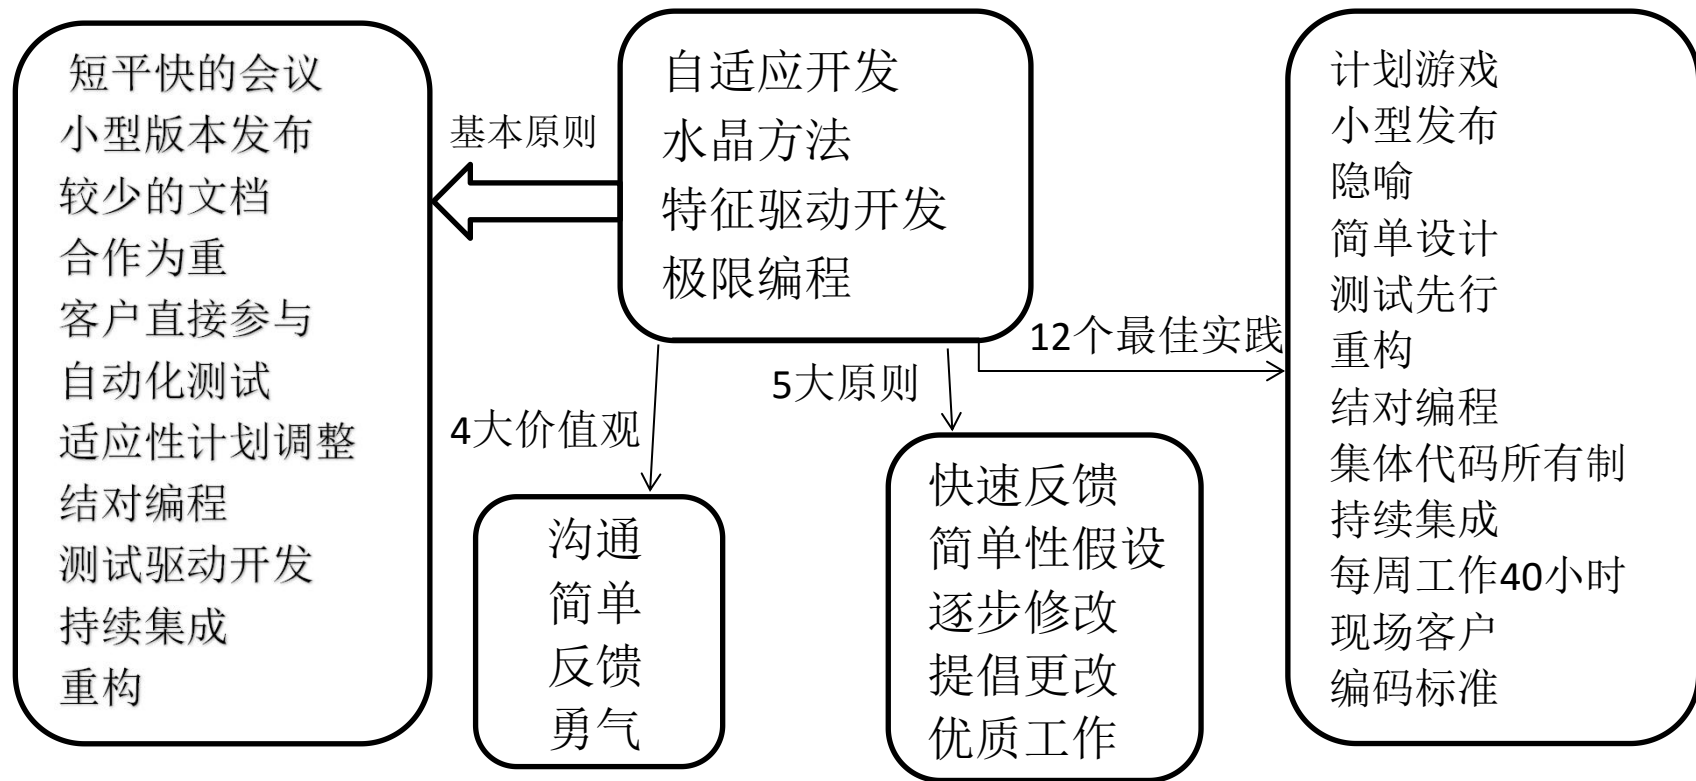 短平快的会议
小型版本发布
较少的文档
合作为重
客户直接参与
自动化测试
适应性计划调整
结对编程
测试驱动开发
持续集成
重构
基本原则
自适应开发
水晶方法
特征驱动开发
极限编程
4大价值观
沟通
简单
反馈
勇气
5大原则
快速反馈
简单性假设
逐步修改
提倡更改
优质工作
12个最佳实践
计划游戏
小型发布
隐喻
简单设计
测试先行
重构
结对编程
集体代码所有制
持续集成
每周工作40小时
现场客户
编码标准